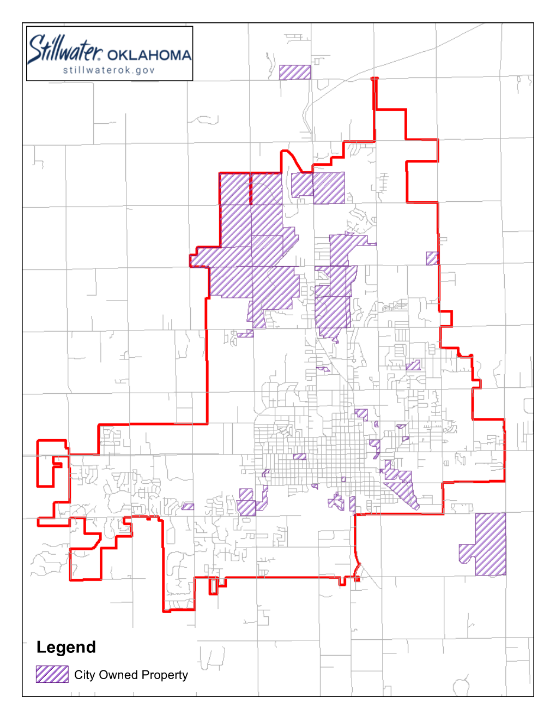 Stillwater. OKLAHOMA
stillwaterok.gov
Legend
City Owned Property